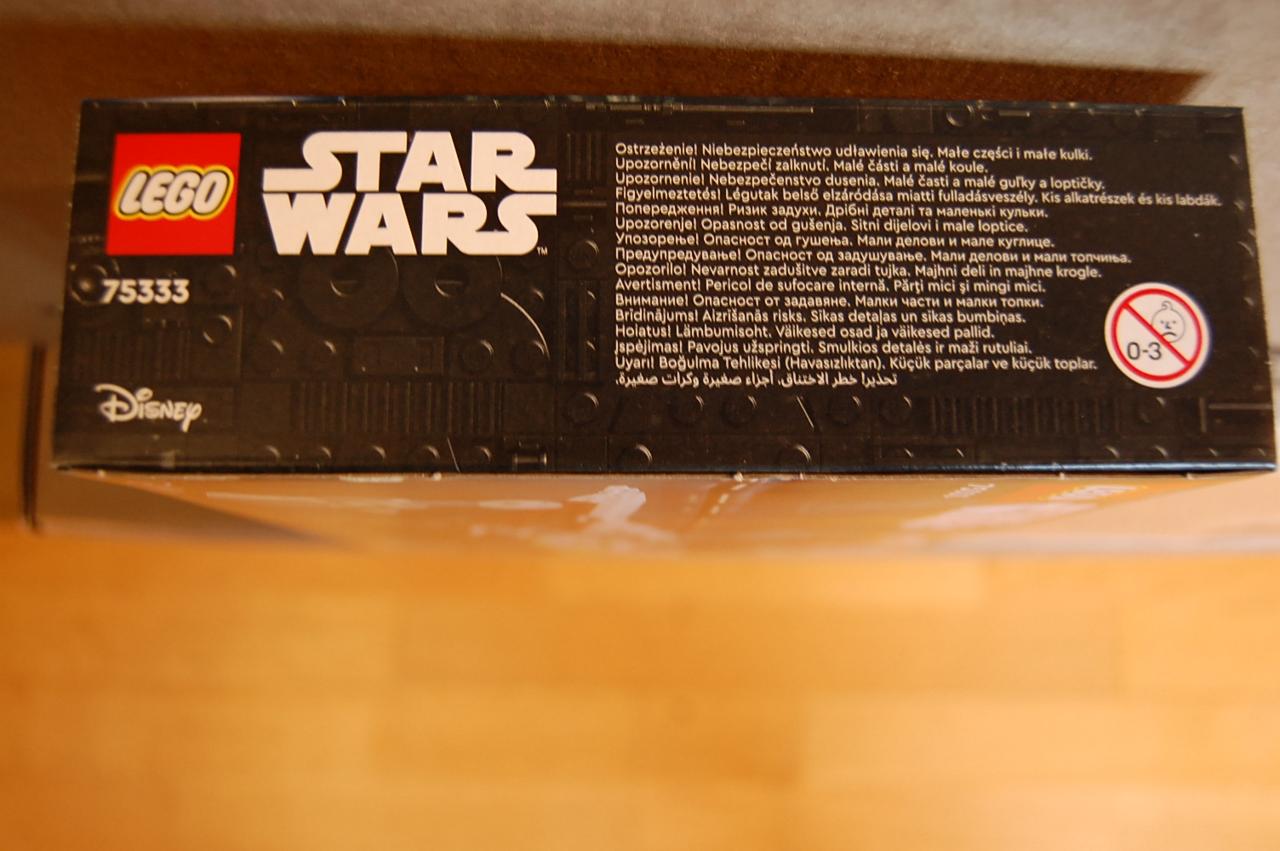 LEGO
STAR
WARS™
75333
Disney
Ostrzeżenie! Niebezpieczeństwo udławienia się. Małe części i małe kulki.
Upozornění! Nebezpečí zalknutí. Malé části a malé koule.
Upozornenie! Nebezpečenstvo dusenia. Malé časti a malé guľky a loptičky.
Figyelmeztetés! Légutak belső elzáródása miatti fulladásveszély. Kis alkatrészek és kis labdák.
Попередження! Ризик задухи. Дрібні деталі та маленькі кульки.
Upozorenje! Opasnost od gušenja. Sitni dijelovi i male loptice.
Упозорење! Опасност од гушења. Мали делови и мале куглице.
Предупредување! Опасност од задушување. Мали делови и мали топчиња.
Opozorilo! Nevarnost zadušitve zaradi tujka. Majhni deli in majhne krogle.
Avertisment! Pericol de sufocare internă. Părți mici și mingi mici.
Внимание! Опасност от задавяне. Малки части и малки топки.
Brīdinājums! Aizrīšanās risks. Sīkas detaļas un sīkas bumbiņas.
Hoiatus! Lämbumisoht. Väikesed osad ja väikesed pallid.
Įspėjimas! Pavojus užspringti. Smulkios detalės ir maži rutuliai.
Uyarı! Boğulma Tehlikesi (Havasızlıktan). Küçük parçalar ve küçük toplar.
تحذير! خطر الاختناق. أجزاء صغيرة وكرات صغيرة.
0-3